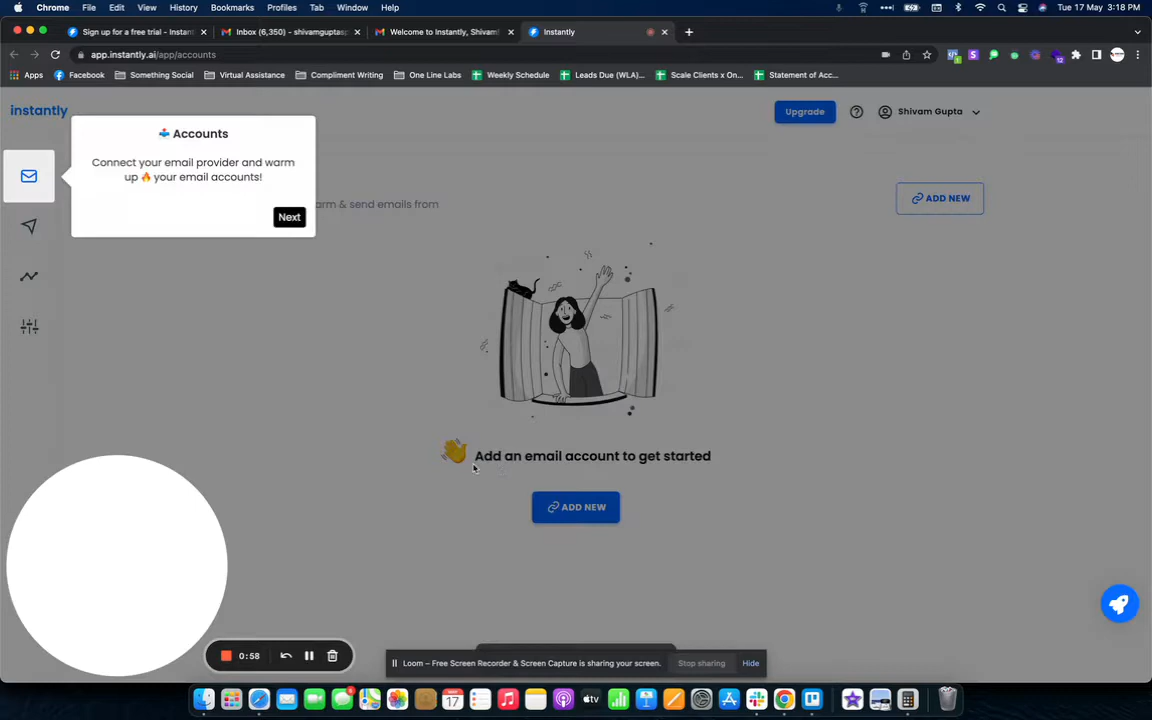 Chrome File Edit View History Bookmarks Profiles Tab Window Help Tue 17 May 3:18 PM
Sign up for a free trial - Instant Inbox (6,350) - shivamguptas Welcome to Instantly, Shivam! Instantly
app.instantly.ai/app/accounts
Apps Facebook Something Social Virtual Assistance Compliment Writing One Line Labs Weekly Schedule Leads Due (WLA)... Scale Clients x On... Statement of Acc...
instantly
Upgrade
Shivam Gupta
Accounts
Connect your email provider and warm
up 🔥 your email accounts!
Next
arm & send emails from
ADD NEW
👋 Add an email account to get started
ADD NEW
0:58
Loom – Free Screen Recorder & Screen Capture is sharing your screen. Stop sharing Hide